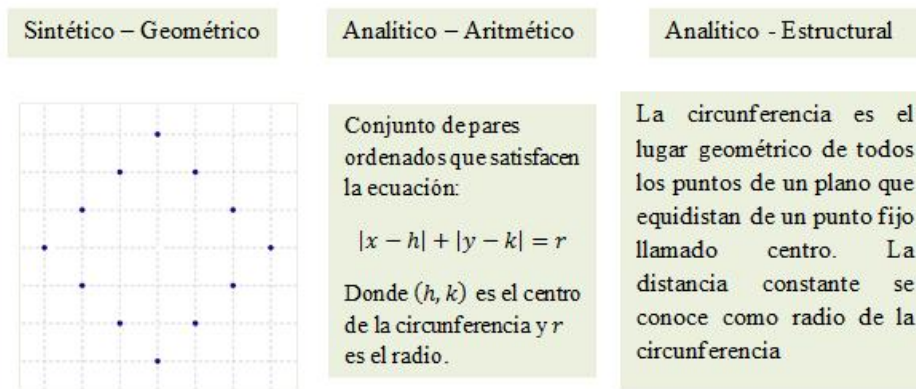 Sintético – Geométrico
Analítico – Aritmético
Analítico - Estructural
Conjunto de pares
ordenados que satisfacen
la ecuación:
|x − h| + |y − k| = r
Donde (h, k) es el centro
de la circunferencia y r
es el radio.
La circunferencia es el
lugar geométrico de todos
los puntos de un plano que
equidistan de un punto fijo
llamado centro. La
distancia constante se
conoce como radio de la
circunferencia